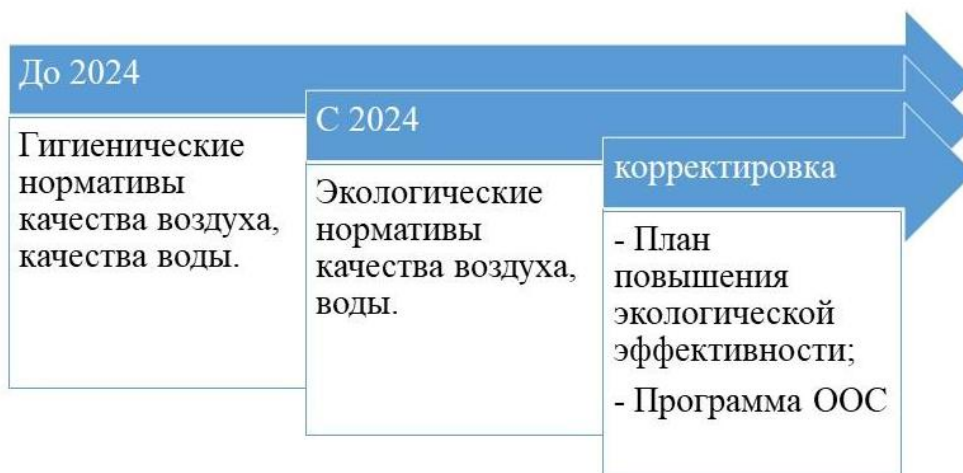 До 2024
Гигиенические
нормативы
качества воздуха,
качества воды.
С 2024
Экологические
нормативы
качества воздуха,
воды.
корректировка
- План
повышения
экологической
эффективности;
- Программа ООС